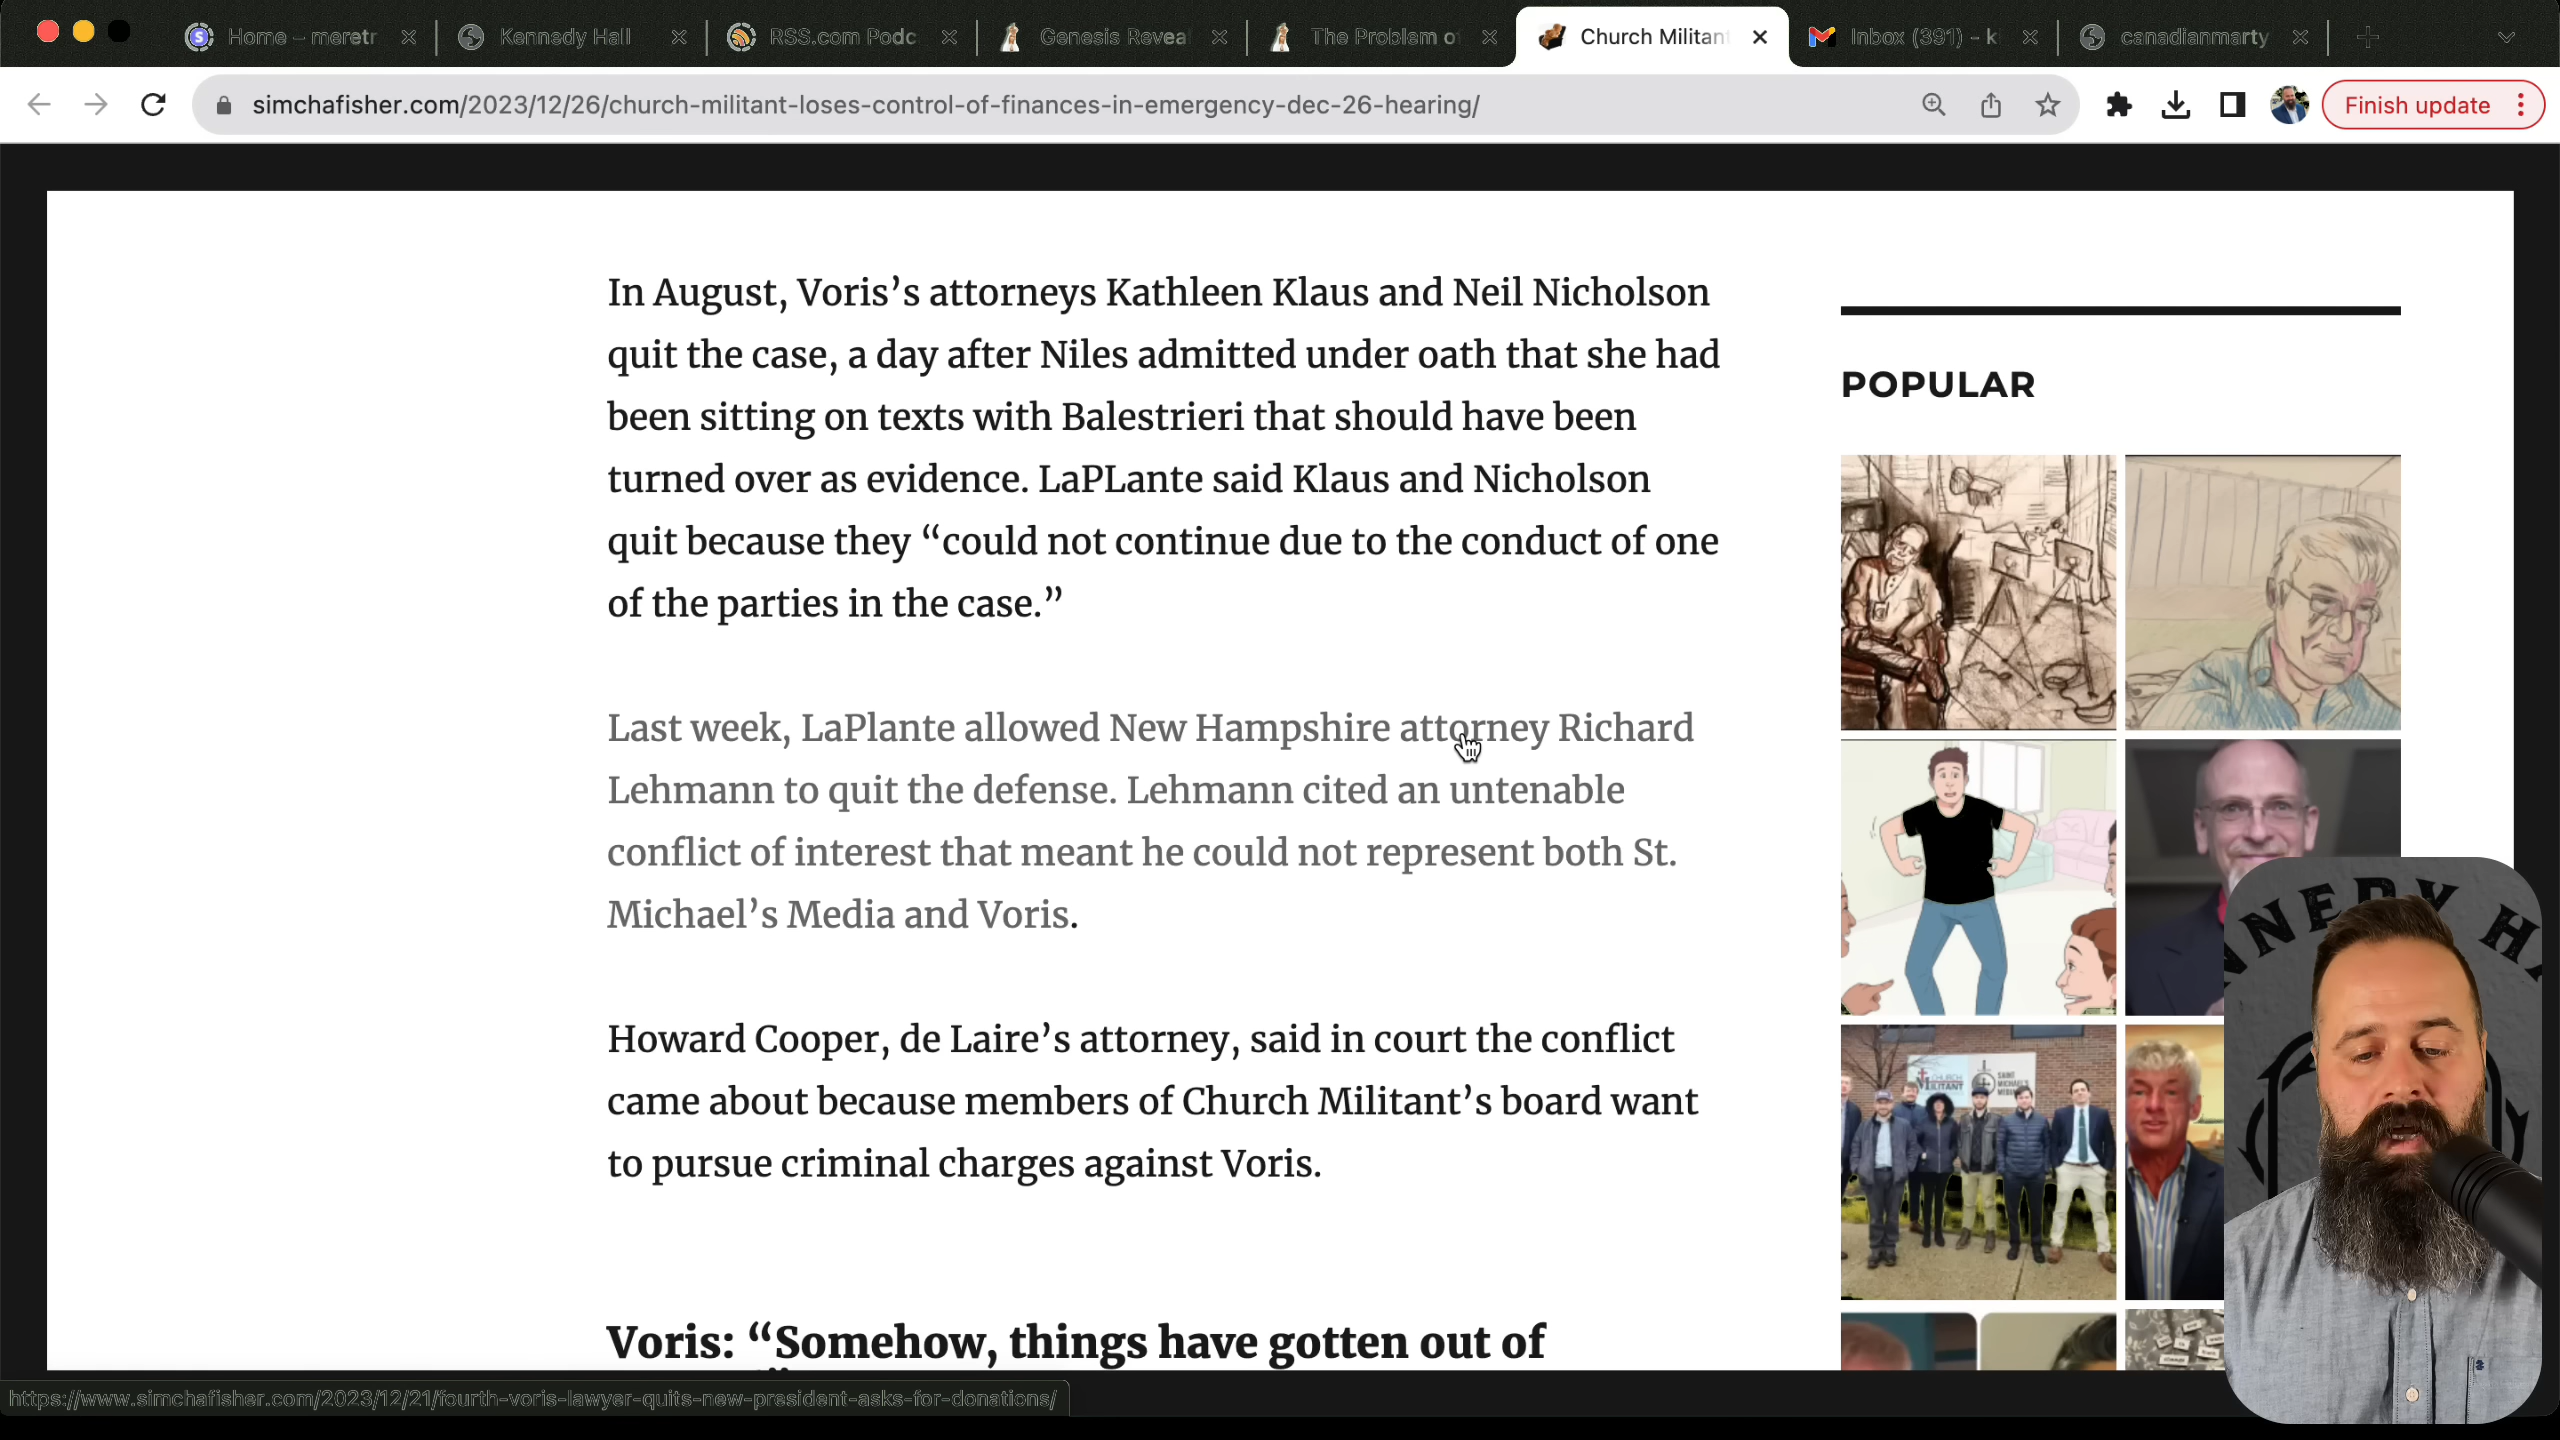 Home – meretr
Kennedy Hall
RSS.com Podc
Genesis Reveal
The Problem of
Church Militant
Inbox (391) - k
canadianmarty
simchafisher.com/2023/12/26/church-militant-loses-control-of-finances-in-emergency-dec-26-hearing/
Finish update
In August, Voris’s attorneys Kathleen Klaus and Neil Nicholson
quit the case, a day after Niles admitted under oath that she had
been sitting on texts with Balestrieri that should have been
turned over as evidence. LaPLante said Klaus and Nicholson
quit because they “could not continue due to the conduct of one
of the parties in the case.”
Last week, LaPlante allowed New Hampshire attorney Richard
Lehmann to quit the defense. Lehmann cited an untenable
conflict of interest that meant he could not represent both St.
Michael’s Media and Voris.
Howard Cooper, de Laire’s attorney, said in court the conflict
came about because members of Church Militant’s board want
to pursue criminal charges against Voris.
Voris: “Somehow, things have gotten out of
POPULAR
CHURCH
MILITANT
SAINT
MICHAEL'S
MEDIA
https://www.simchafisher.com/2023/12/21/fourth-voris-lawyer-quits-new-president-asks-for-donations/